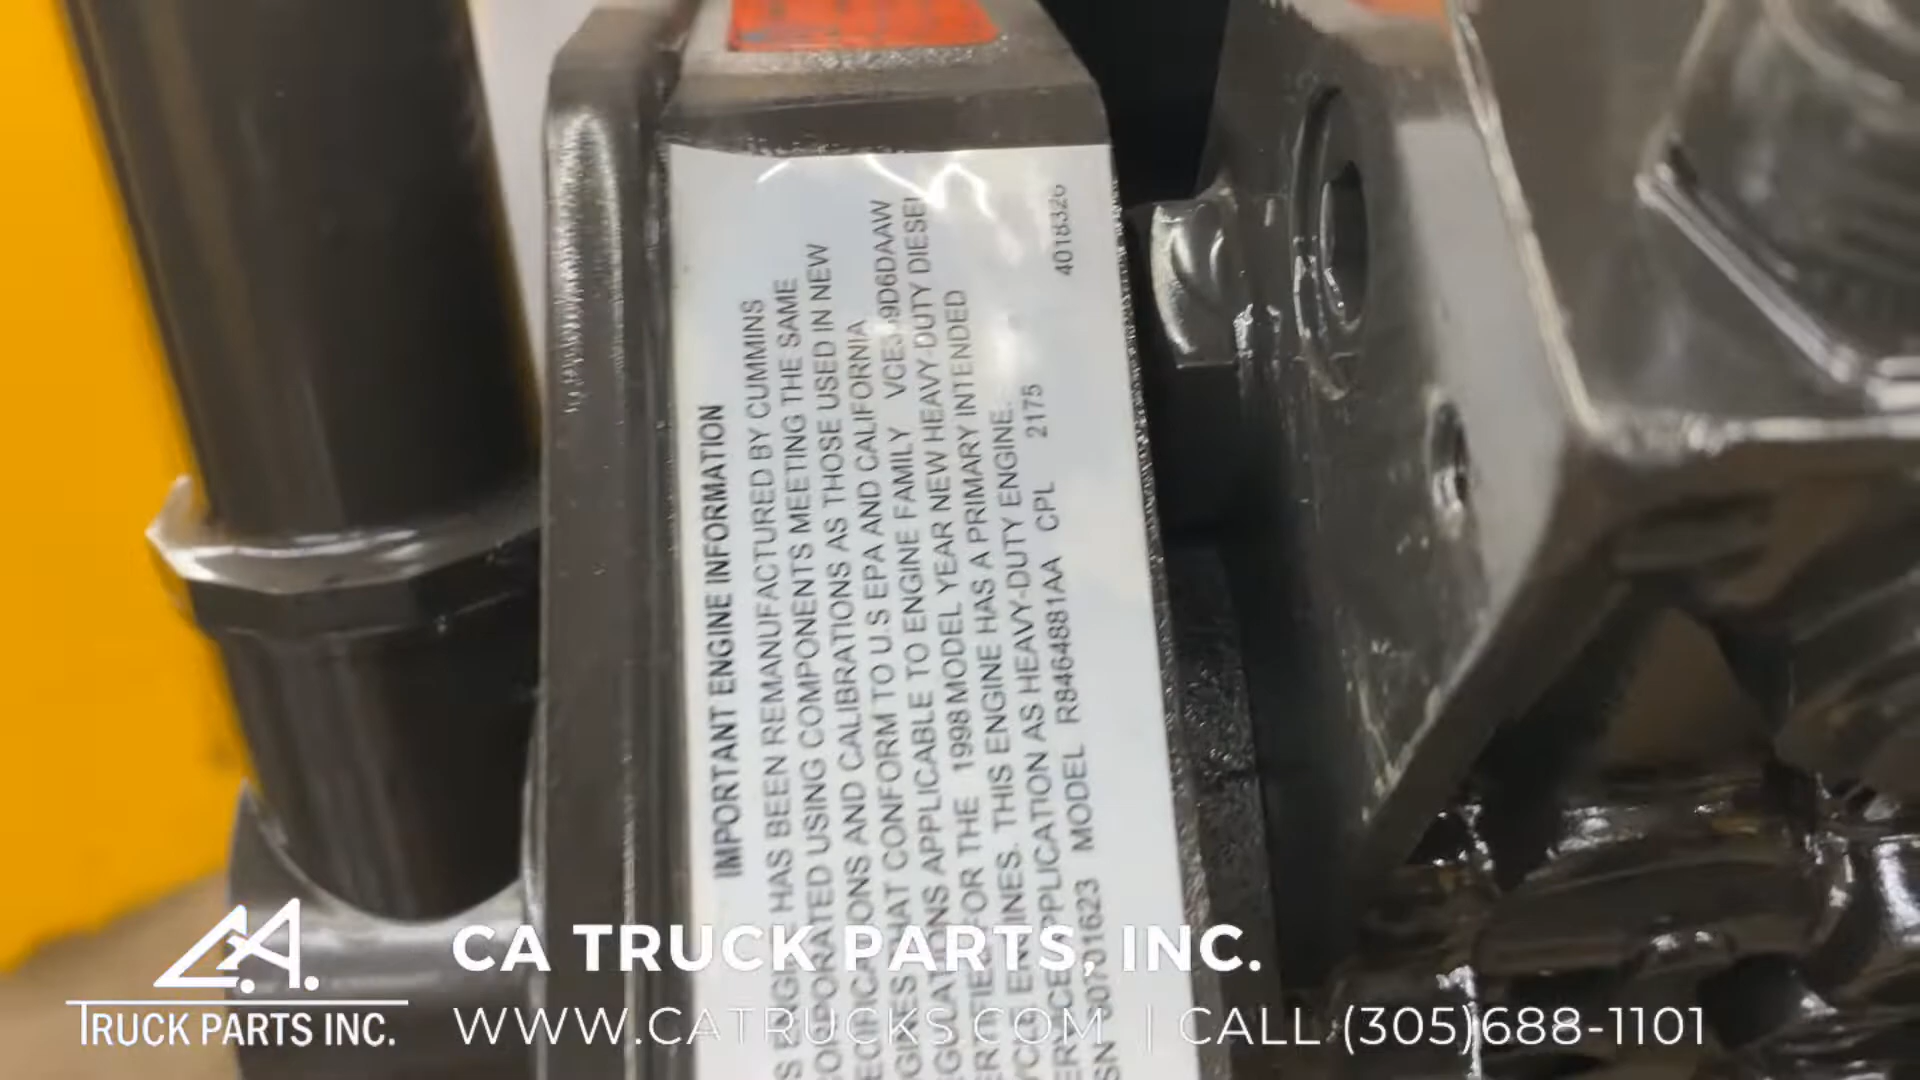 IMPORTANT ENGINE INFORMATION
HAS BEEN REMANUFACTURED BY CUMMINS
USING COMPONENTS MEETING THE SAME
AND CALIBRATIONS AS THOSE USED IN NEW
CONFORM TO U.S EPA AND CALIFORNIA
APPLICABLE TO ENGINE FAMILY
FOR THE 1998 MODEL YEAR NEW HEAVY-DUTY
ENGINES. THIS ENGINE HAS A PRIMARY INTENDED
APPLICATION AS HEAVY-DUTY ENGINE.
MODEL R8464881AA CPL 2175
C.A.
TRUCK PARTS INC.
CA TRUCK PARTS, INC.
WWW.CATRUCKS.COM | CALL (305)688-1101